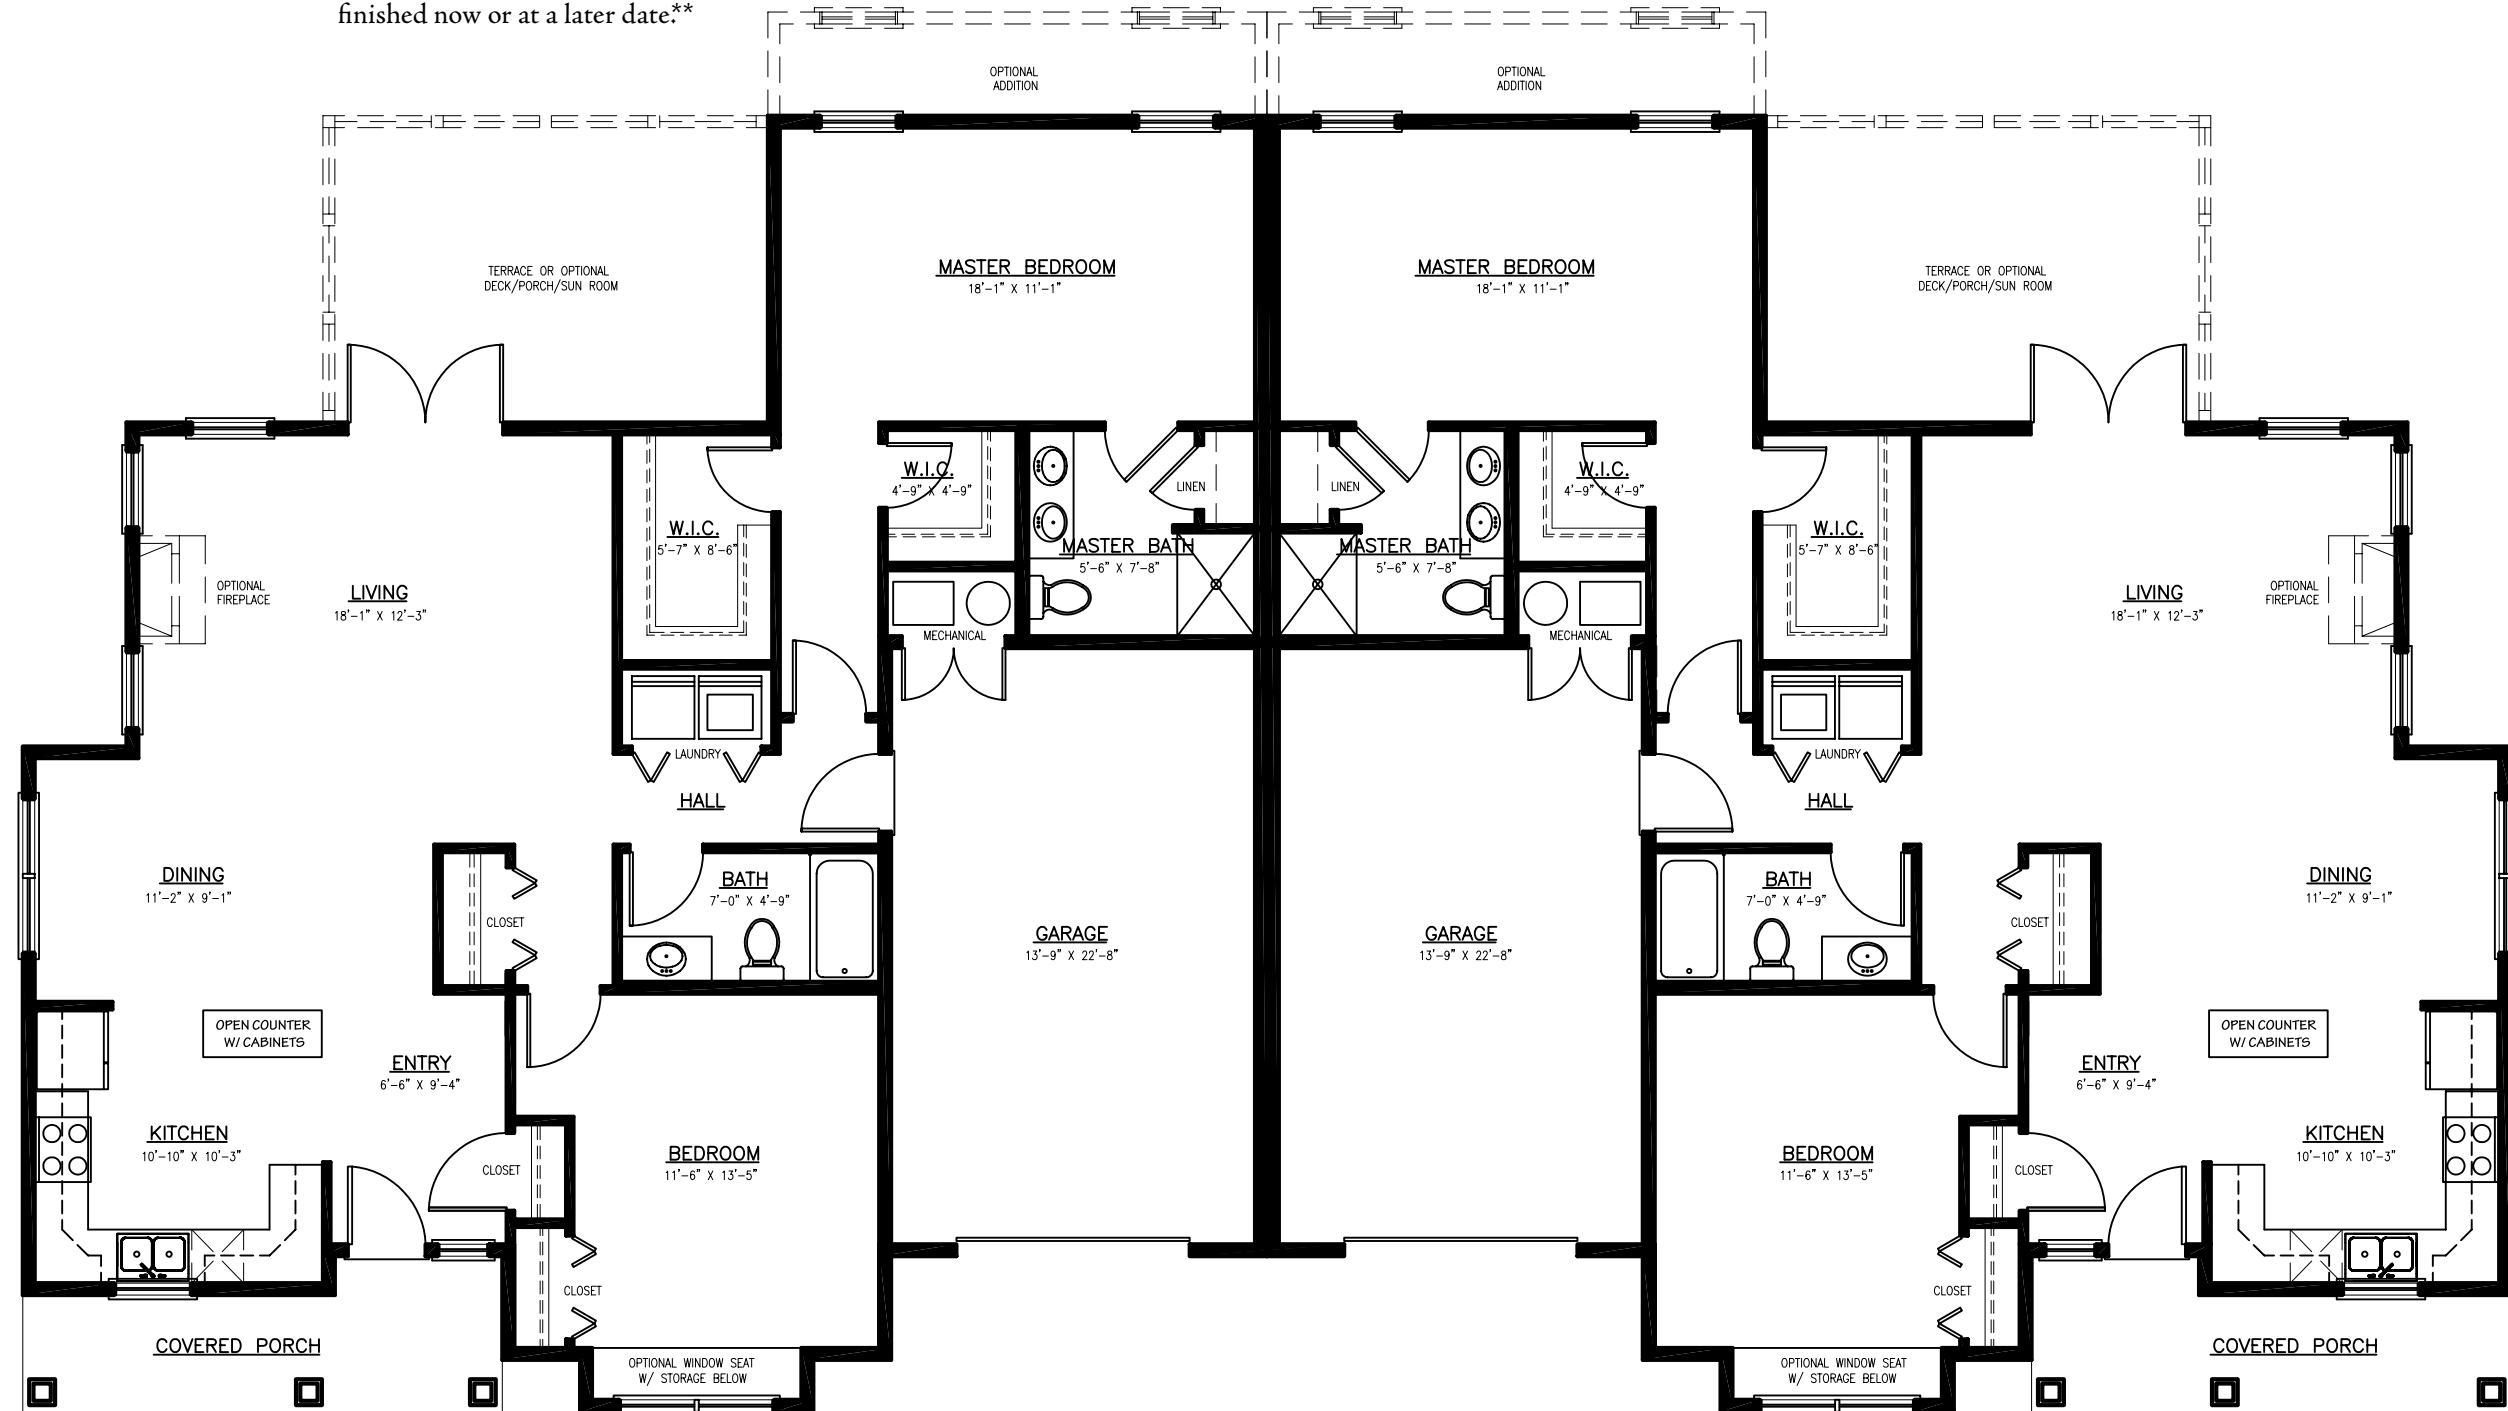 finished now or at a later date.**
OPTIONAL
ADDITION
OPTIONAL
ADDITION
TERRACE OR OPTIONAL
DECK/PORCH/SUN ROOM
MASTER BEDROOM
18'-1" X 11'-1"
MASTER BEDROOM
18'-1" X 11'-1"
TERRACE OR OPTIONAL
DECK/PORCH/SUN ROOM
W.I.C.
4'-9" X 4'-9"
LINEN
LINEN
W.I.C.
4'-9" X 4'-9"
W.I.C.
5'-7" X 8'-6"
MASTER BATH
5'-6" X 7'-8"
MASTER BATH
5'-6" X 7'-8"
W.I.C.
5'-7" X 8'-6"
OPTIONAL
FIREPLACE
LIVING
18'-1" X 12'-3"
MECHANICAL
MECHANICAL
LIVING
18'-1" X 12'-3"
OPTIONAL
FIREPLACE
LAUNDRY
LAUNDRY
HALL
HALL
DINING
11'-2" X 9'-1"
CLOSET
BATH
7'-0" X 4'-9"
GARAGE
13'-9" X 22'-8"
GARAGE
13'-9" X 22'-8"
BATH
7'-0" X 4'-9"
CLOSET
DINING
11'-2" X 9'-1"
OPEN COUNTER
W/ CABINETS
ENTRY
6'-6" X 9'-4"
ENTRY
6'-6" X 9'-4"
OPEN COUNTER
W/ CABINETS
KITCHEN
10'-10" X 10'-3"
CLOSET
BEDROOM
11'-6" X 13'-5"
BEDROOM
11'-6" X 13'-5"
CLOSET
KITCHEN
10'-10" X 10'-3"
CLOSET
CLOSET
COVERED PORCH
OPTIONAL WINDOW SEAT
W/ STORAGE BELOW
OPTIONAL WINDOW SEAT
W/ STORAGE BELOW
COVERED PORCH